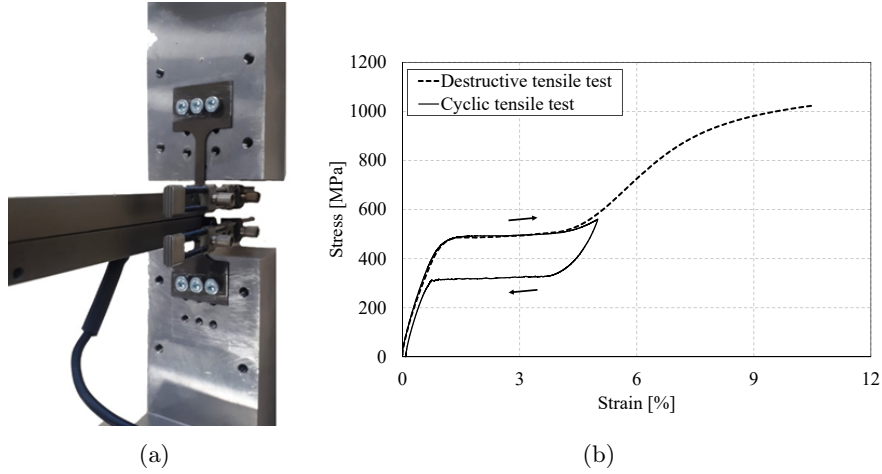 1200
1000
800
600
400
200
0
Stress [MPa]
Destructive tensile test
Cyclic tensile test
0 3 6 9 12
Strain [%]
(a) (b)